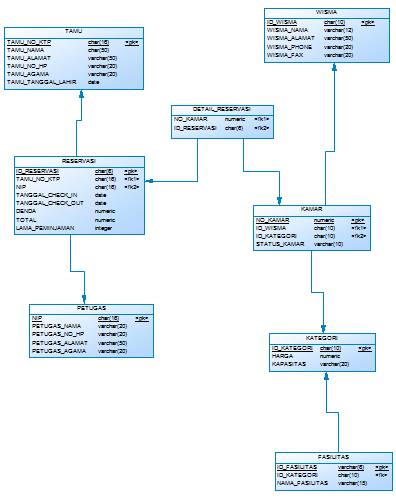 TAMU
TAMU_NO_KTP char(16) <pk>
TAMU_NAMA char(50)
TAMU_ALAMAT varchar(50)
TAMU_NO_HP varchar(20)
TAMU_AGAMA varchar(20)
TAMU_TANGGAL_LAHIR date
WISMA
ID_WISMA char(10) <pk>
WISMA_NAMA varchar(12)
WISMA_ALAMAT varchar(50)
WISMA_PHONE varchar(20)
WISMA_FAX varchar(20)
DETAIL_RESERVASI
NO_KAMAR numeric <fk1>
ID_RESERVASI char(6) <fk2>
RESERVASI
ID_RESERVASI char(6) <pk>
TAMU_NO_KTP char(16) <fk1>
NIP char(16) <fk2>
TANGGAL_CHECK_IN date
TANGGAL_CHECK_OUT date
DENDA numeric
TOTAL numeric
LAMA_PEMINJAMAN integer
KAMAR
NO_KAMAR numeric <pk>
ID_WISMA char(10) <fk1>
ID_KATEGORI char(10) <fk2>
STATUS_KAMAR varchar(10)
PETUGAS
NIP char(16) <pk>
PETUGAS_NAMA varchar(20)
PETUGAS_NO_HP varchar(20)
PETUGAS_ALAMAT varchar(50)
PETUGAS_AGAMA varchar(20)
KATEGORI
ID_KATEGORI char(10) <pk>
HARGA numeric
KAPASITAS varchar(20)
FASILITAS
ID_FASILITAS varchar(6) <pk>
ID_KATEGORI char(10) <fk>
NAMA_FASILITAS varchar(15)